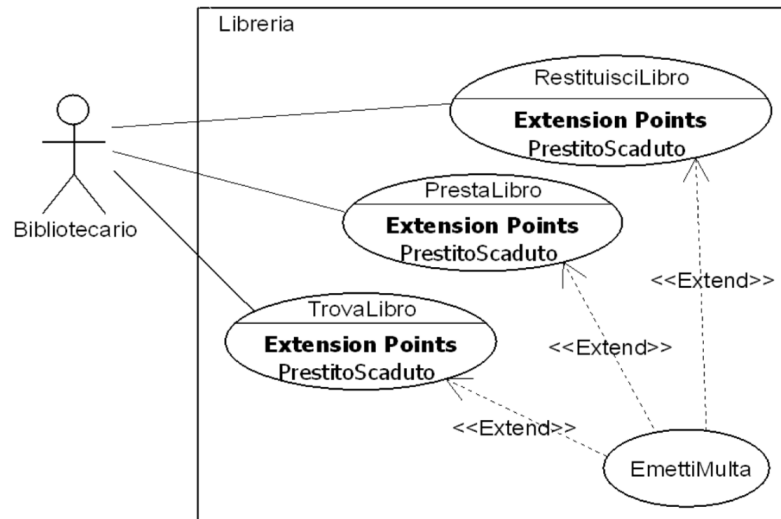 Libreria
RestituisciLibro
Extension Points
PrestitoScaduto
Bibliotecario
PrestaLibro
Extension Points
PrestitoScaduto
<<Extend>>
TrovaLibro
Extension Points
PrestitoScaduto
<<Extend>>
<<Extend>>
EmettiMulta